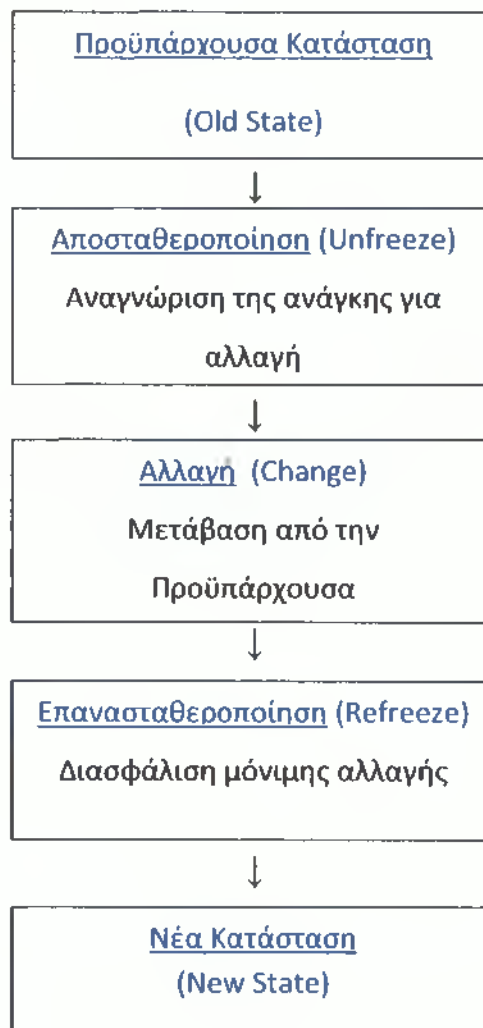 Προϋπάρχουσα Κατάσταση
(Old State)
Αποσταθεροποίηση (Unfreeze)
Αναγνώριση της ανάγκης για
αλλαγή
Αλλαγή (Change)
Μετάβαση από την
Προϋπάρχουσα
Επανασταθεροποίηση (Refreeze)
Διασφάλιση μόνιμης αλλαγής
Νέα Κατάσταση
(New State)